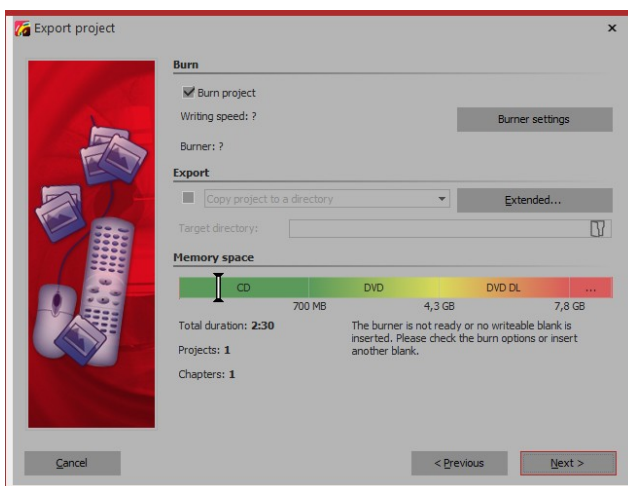 Export project
Burn
Burn project
Writing speed: ?
Burner settings
Burner: ?
Export
Copy project to a directory
Extended...
Target directory:
Memory space
CD DVD DVD DL ...
700 MB 4,3 GB 7,8 GB
Total duration: 2:30
The burner is not ready or no writeable blank is
inserted. Please check the burn options or insert
another blank.
Projects: 1
Chapters: 1
Cancel
< Previous
Next >